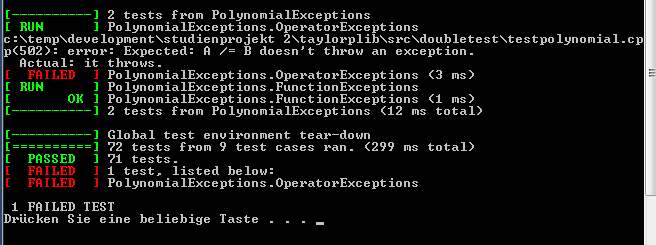 [----------] 2 tests from PolynomialExceptions
[ RUN      ] PolynomialExceptions.OperatorExceptions
c:\temp\development\studienprojekt 2\taylorplib\src\doubletest\testpolynomial.cp
p(502): error: Expected: A /= B doesn't throw an exception.
  Actual: it throws.
[  FAILED  ] PolynomialExceptions.OperatorExceptions (3 ms)
[ RUN      ] PolynomialExceptions.FunctionExceptions
[       OK ] PolynomialExceptions.FunctionExceptions (1 ms)
[----------] 2 tests from PolynomialExceptions (12 ms total)
[----------] Global test environment tear-down
[==========] 72 tests from 9 test cases ran. (299 ms total)
[  PASSED  ] 71 tests.
[  FAILED  ] 1 test, listed below:
[  FAILED  ] PolynomialExceptions.OperatorExceptions
 1 FAILED TEST
Drücken Sie eine beliebige Taste . . . _